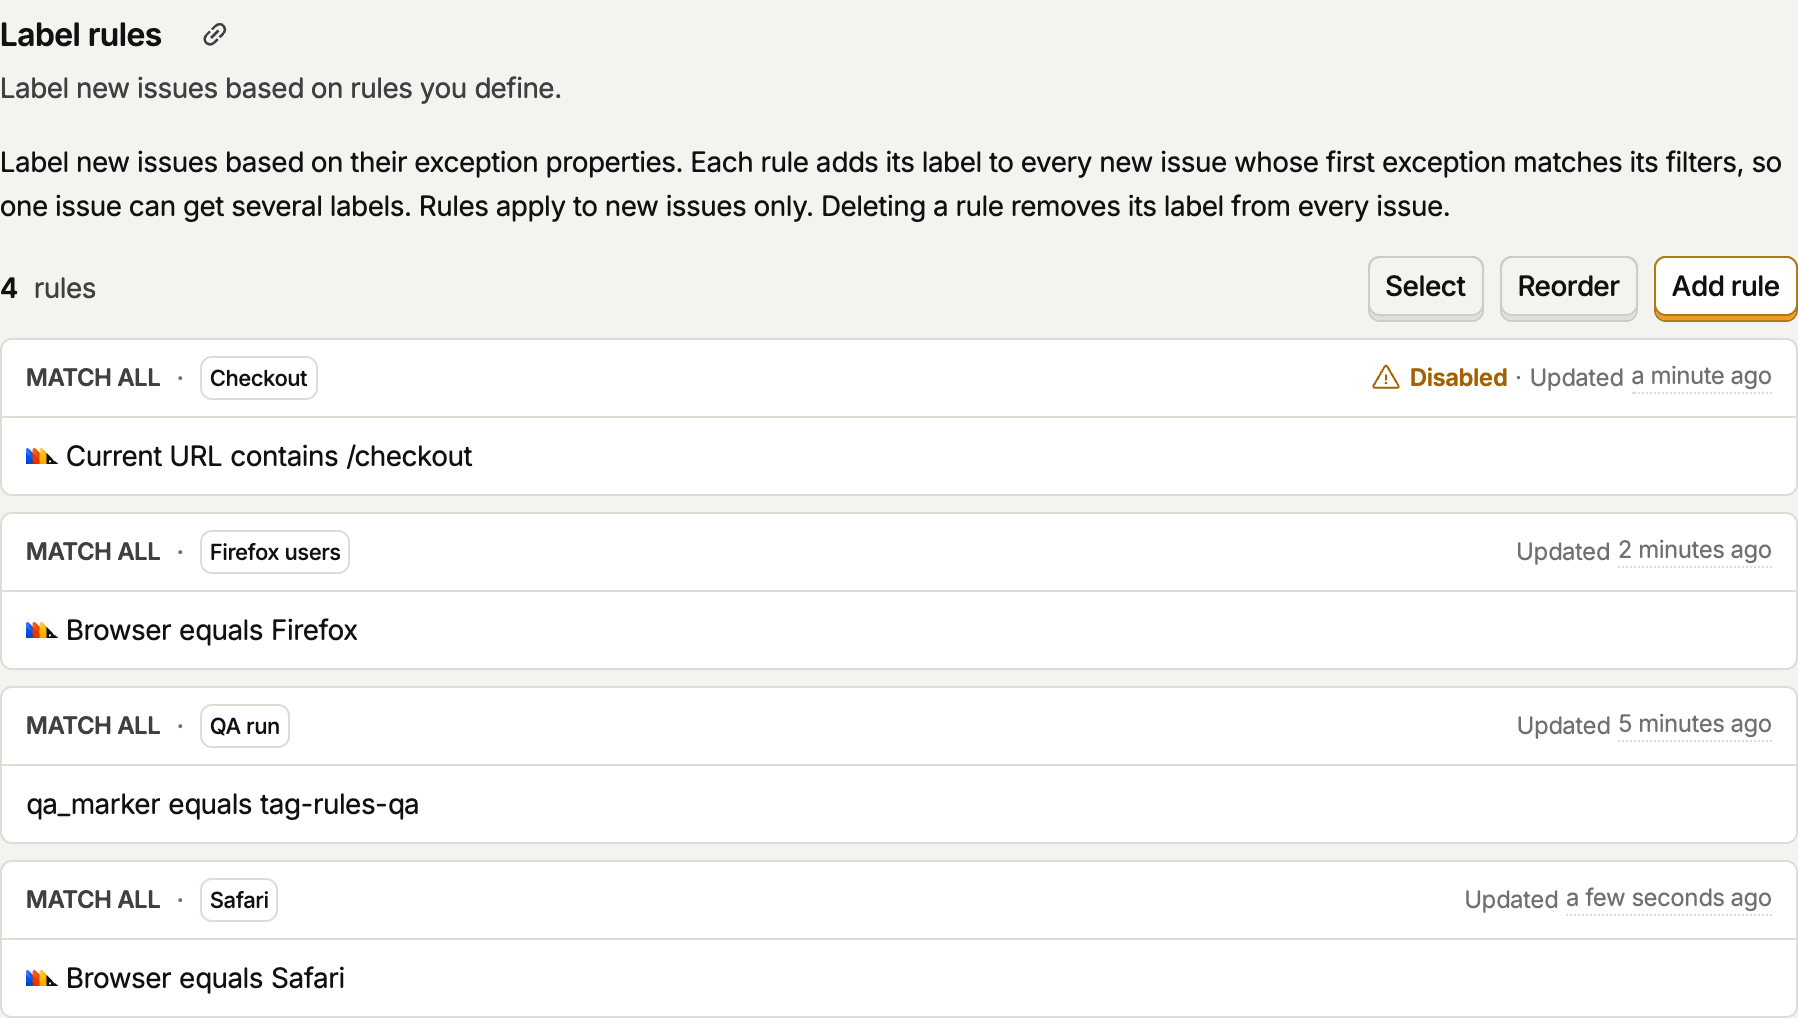 Label rules
Label new issues based on rules you define.
Label new issues based on their exception properties. Each rule adds its label to every new issue whose first exception matches its filters, so
one issue can get several labels. Rules apply to new issues only. Deleting a rule removes its label from every issue.
4 rules
Select
Reorder
Add rule
MATCH ALL · Checkout
Disabled · Updated a minute ago
Current URL contains /checkout
MATCH ALL · Firefox users
Updated 2 minutes ago
Browser equals Firefox
MATCH ALL · QA run
Updated 5 minutes ago
qa_marker equals tag-rules-qa
MATCH ALL · Safari
Updated a few seconds ago
Browser equals Safari